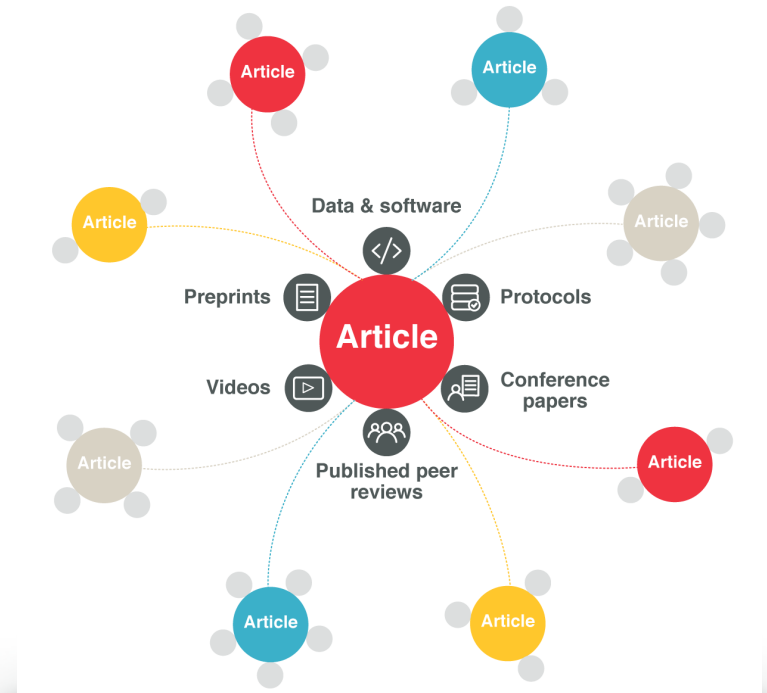 Article
Article
Article
Article
Data & software
Preprints
Protocols
Article
Videos
Conference
papers
Published peer
reviews
Article
Article
Article
Article